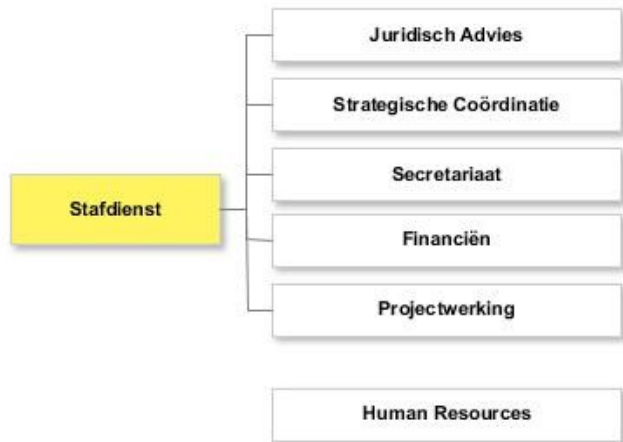 Juridisch Advies
Strategische Coördinatie
Secretariaat
Stafdienst
Financiën
Projectwerking
Human Resources